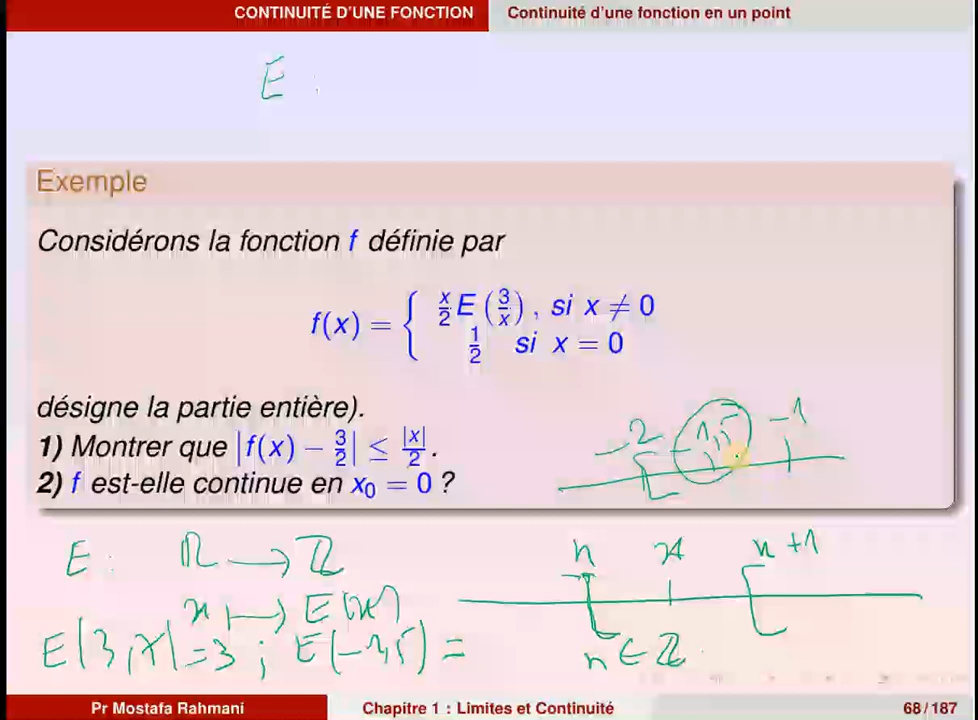 CONTINUITÉ D'UNE FONCTION Continuité d'une fonction en un point
E :
Exemple
Considérons la fonction f définie par
f(x) = { x/2 E(3/x), si x ≠ 0
1/2 si x = 0
désigne la partie entière).
1) Montrer que |f(x) − 3/2| ≤ |x|/2.
2) f est-elle continue en x₀ = 0 ?
-2 -1,5 -1
E : ℝ → ℤ
n x n+1
x ↦ E(x)
E(-1,5) =
n ∈ ℤ
Pr Mostafa Rahmani Chapitre 1 : Limites et Continuité 68/187